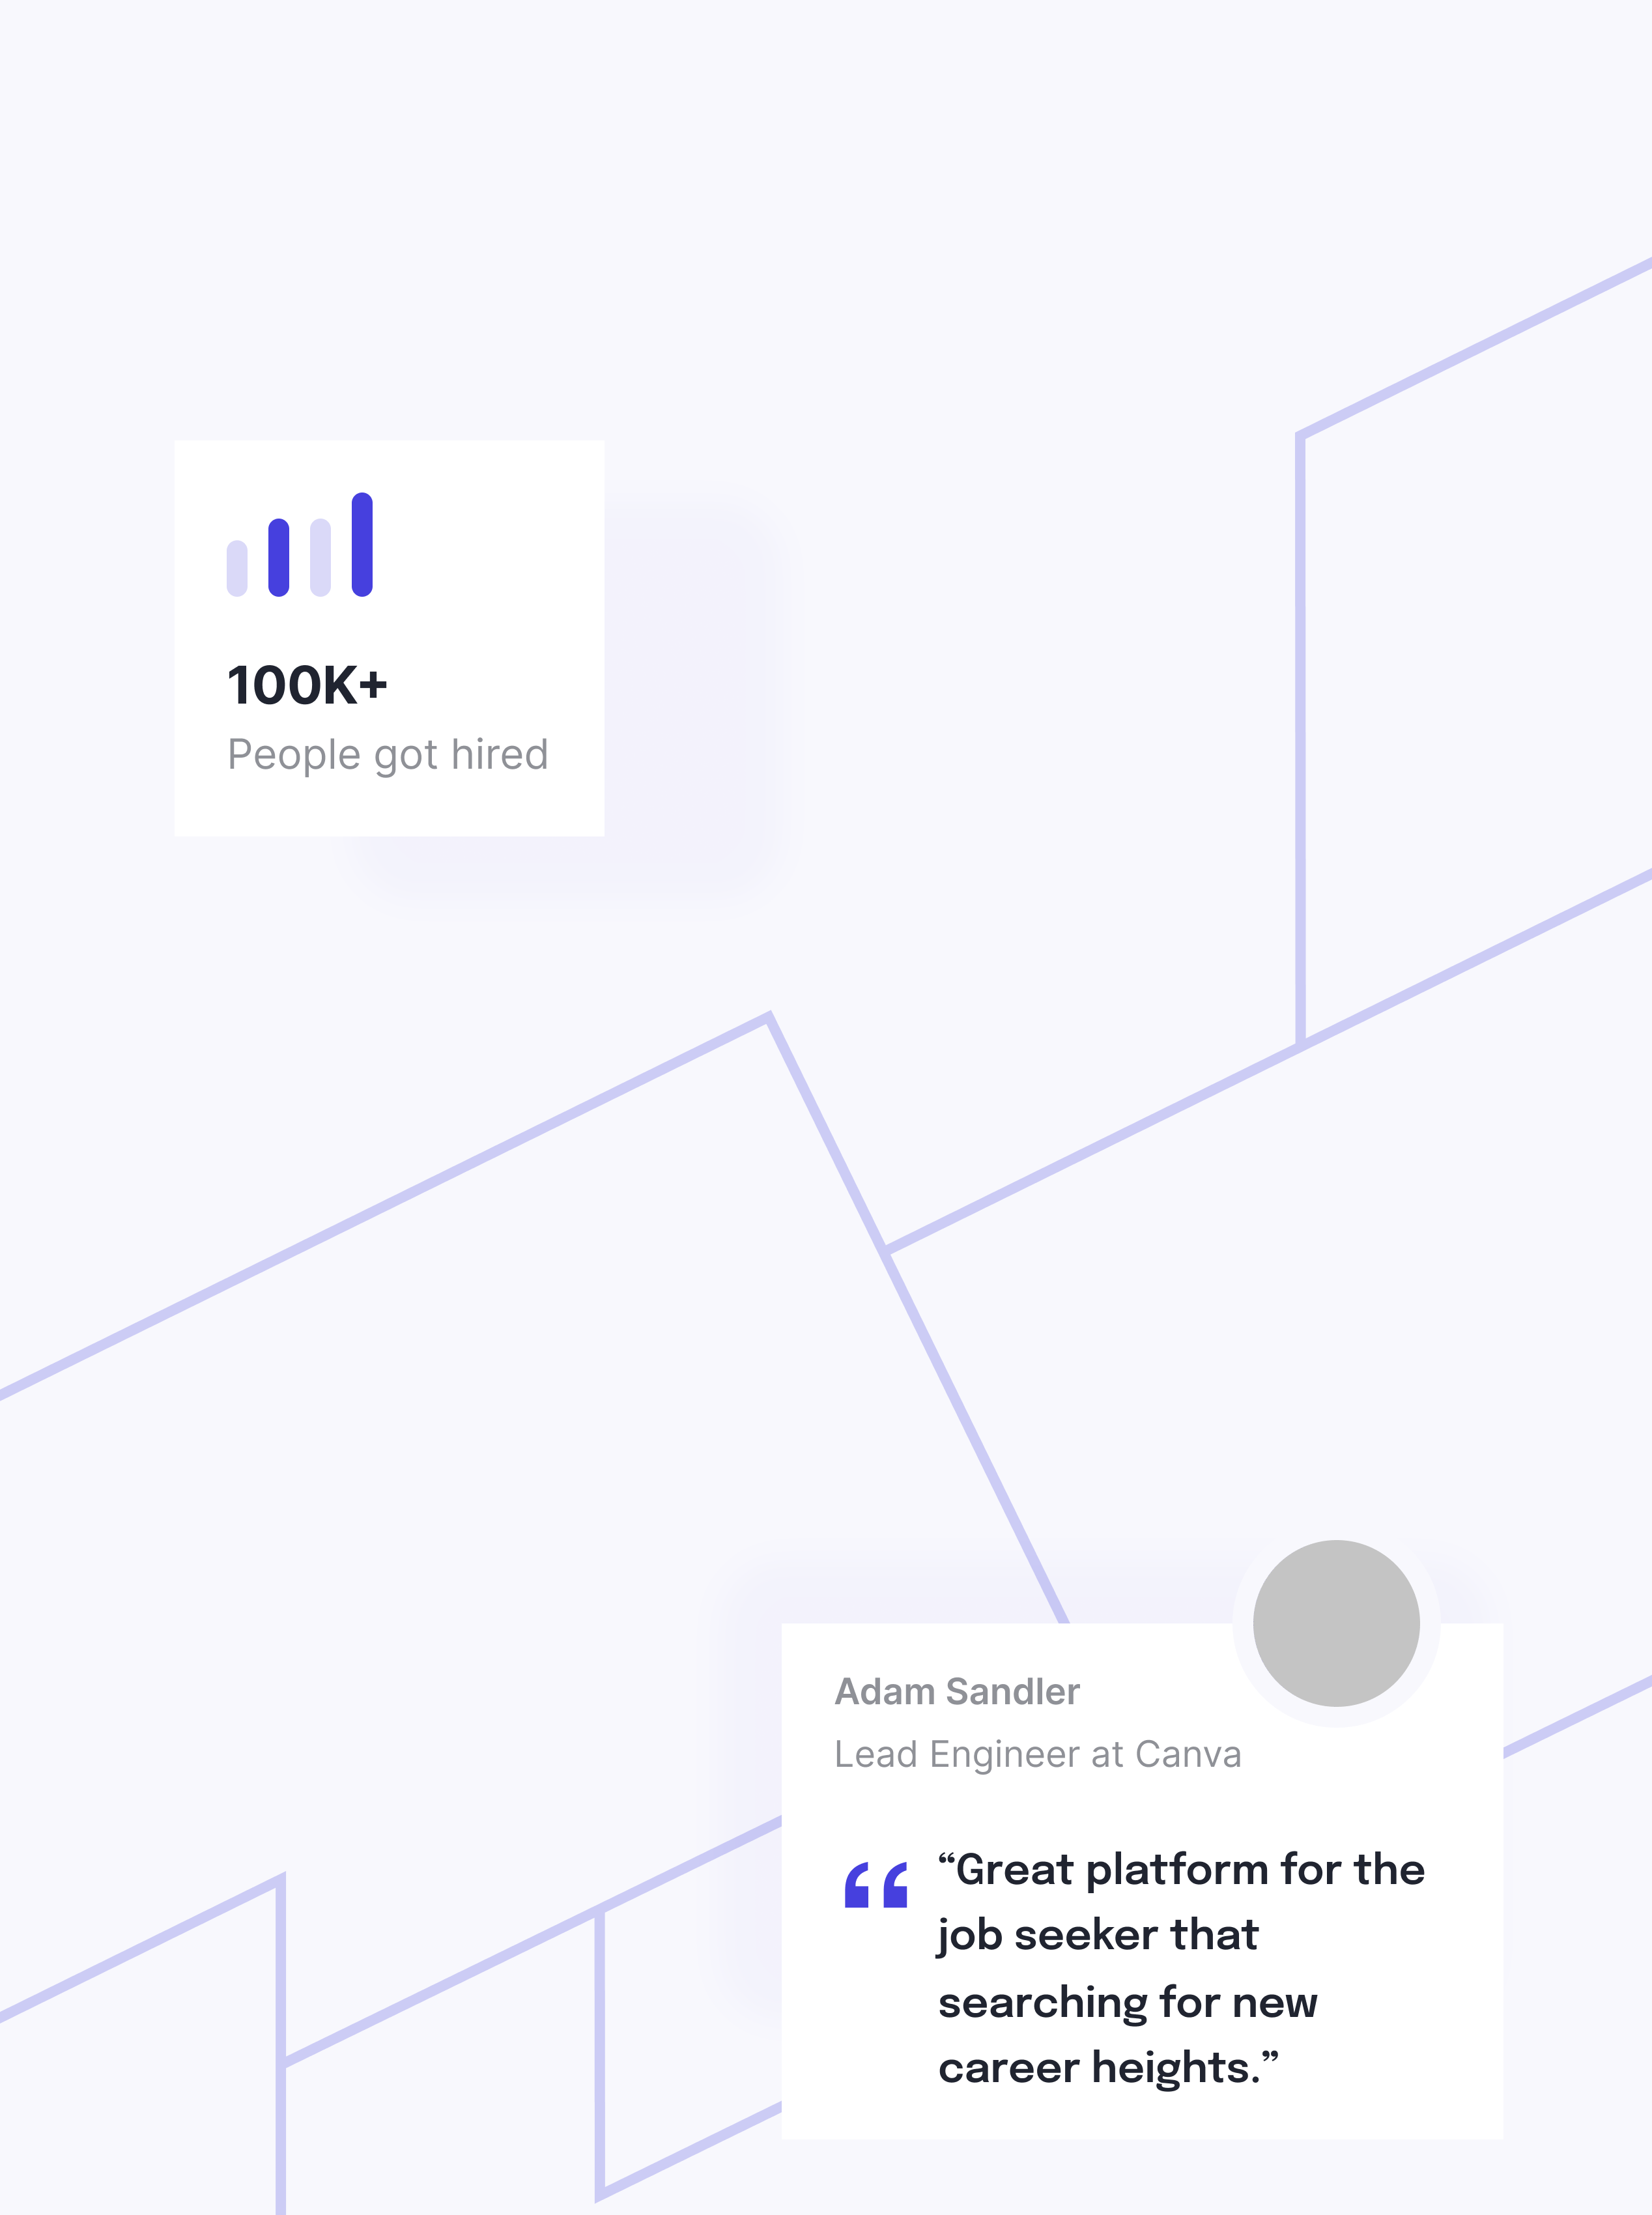 100K+
People got hired
Adam Sandler
Lead Engineer at Canva
“Great platform for the
job seeker that
searching for new
career heights.”